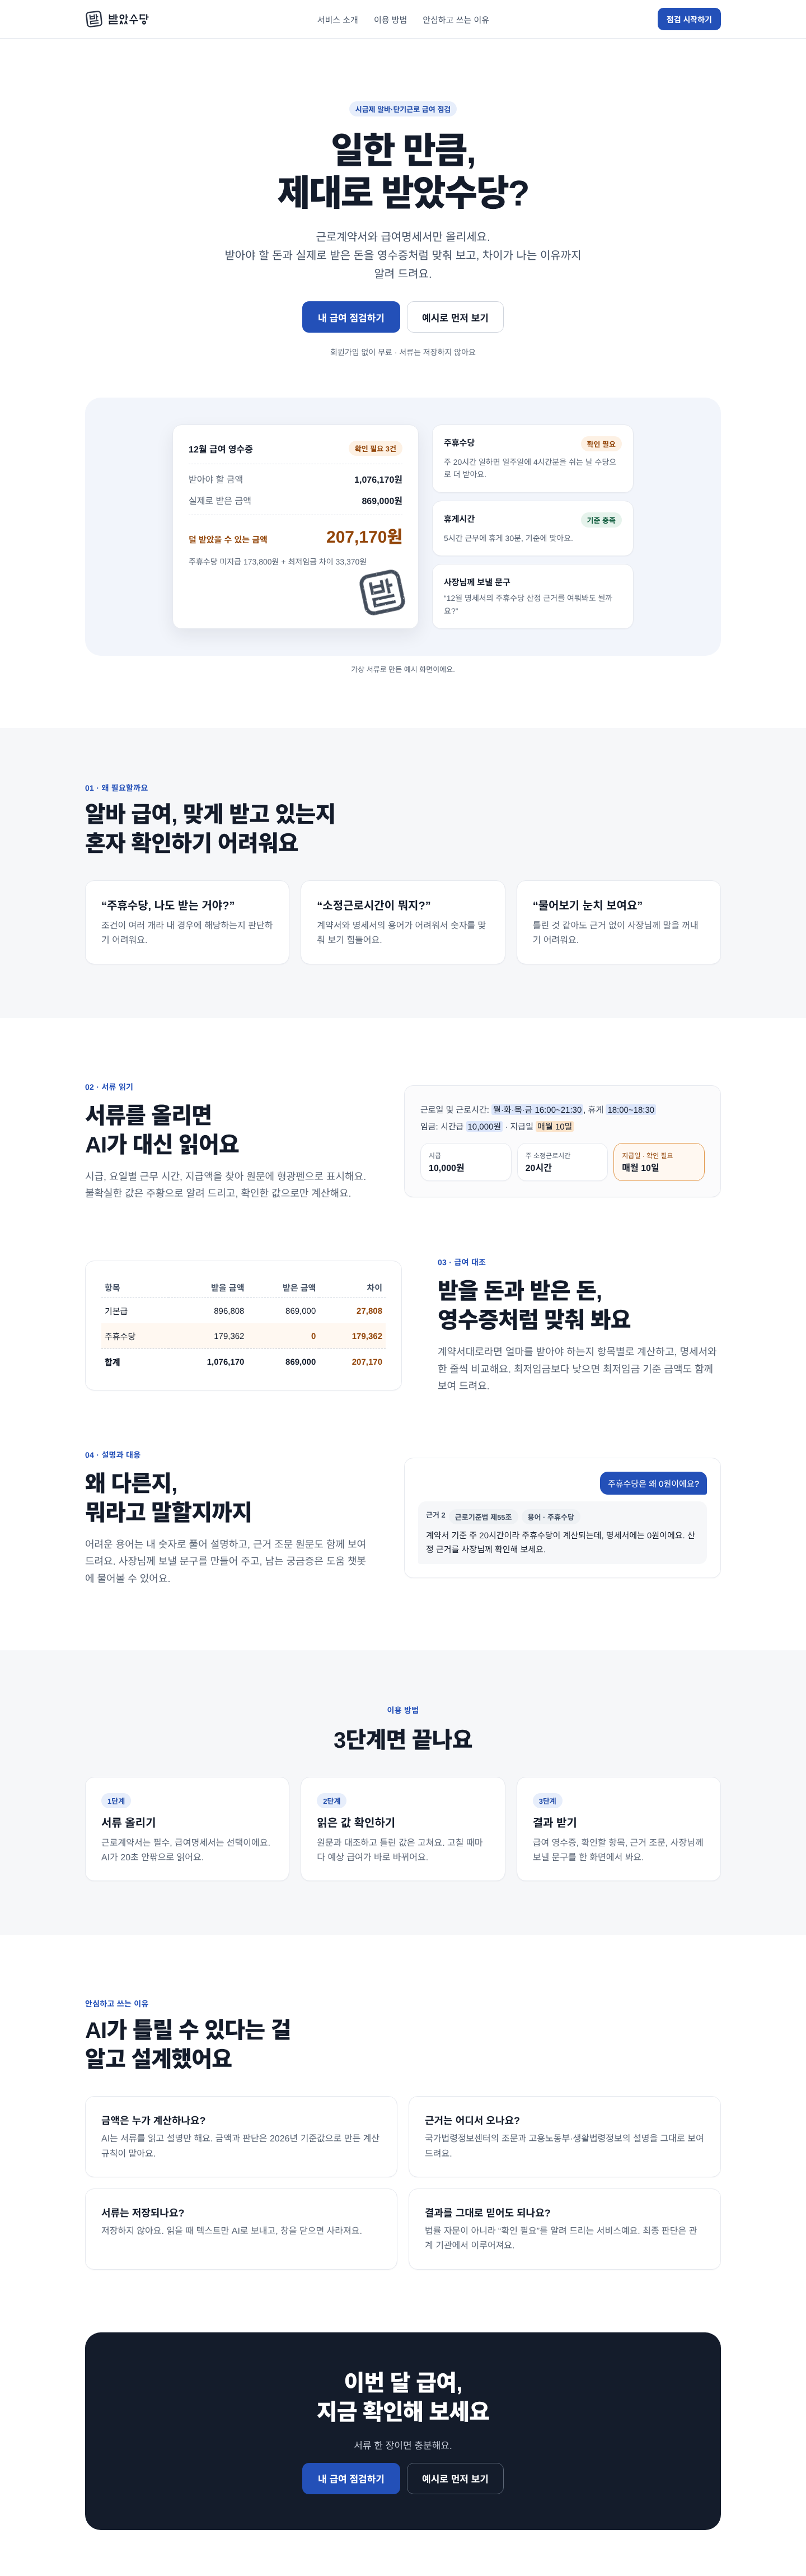 받 받았수당
서비스 소개 이용 방법 안심하고 쓰는 이유
점검 시작하기
시급제 알바·단기근로 급여 점검
일한 만큼,
제대로 받았수당?
근로계약서와 급여명세서만 올리세요.
받아야 할 돈과 실제로 받은 돈을 영수증처럼 맞춰 보고, 차이가 나는 이유까지
알려 드려요.
내 급여 점검하기 예시로 먼저 보기
회원가입 없이 무료 · 서류는 저장하지 않아요
12월 급여 영수증 확인 필요 3건
받아야 할 금액 1,076,170원
실제로 받은 금액 869,000원
덜 받았을 수 있는 금액 207,170원
주휴수당 미지급 173,800원 + 최저임금 차이 33,370원
받
주휴수당 확인 필요
주 20시간 일하면 일주일에 4시간분을 쉬는 날 수당으
로 더 받아요.
휴게시간 기준 충족
5시간 근무에 휴게 30분, 기준에 맞아요.
사장님께 보낼 문구
“12월 명세서의 주휴수당 산정 근거를 여쭤봐도 될까
요?”
가상 서류로 만든 예시 화면이에요.
01 · 왜 필요할까요
알바 급여, 맞게 받고 있는지
혼자 확인하기 어려워요
“주휴수당, 나도 받는 거야?”
조건이 여러 개라 내 경우에 해당하는지 판단하
기 어려워요.
“소정근로시간이 뭐지?”
계약서와 명세서의 용어가 어려워서 숫자를 맞
춰 보기 힘들어요.
“물어보기 눈치 보여요”
틀린 것 같아도 근거 없이 사장님께 말을 꺼내
기 어려워요.
02 · 서류 읽기
서류를 올리면
AI가 대신 읽어요
시급, 요일별 근무 시간, 지급액을 찾아 원문에 형광펜으로 표시해요.
불확실한 값은 주황으로 알려 드리고, 확인한 값으로만 계산해요.
근로일 및 근로시간: 월·화·목·금 16:00~21:30, 휴게 18:00~18:30
임금: 시간급 10,000원 · 지급일 매월 10일
시급
10,000원
주 소정근로시간
20시간
지급일 · 확인 필요
매월 10일
항목 받을 금액 받은 금액 차이
기본급 896,808 869,000 27,808
주휴수당 179,362 0 179,362
합계 1,076,170 869,000 207,170
03 · 급여 대조
받을 돈과 받은 돈,
영수증처럼 맞춰 봐요
계약서대로라면 얼마를 받아야 하는지 항목별로 계산하고, 명세서와
한 줄씩 비교해요. 최저임금보다 낮으면 최저임금 기준 금액도 함께
보여 드려요.
04 · 설명과 대응
왜 다른지,
뭐라고 말할지까지
어려운 용어는 내 숫자로 풀어 설명하고, 근거 조문 원문도 함께 보여
드려요. 사장님께 보낼 문구를 만들어 주고, 남는 궁금증은 도움 챗봇
에 물어볼 수 있어요.
주휴수당은 왜 0원이에요?
근거 2 근로기준법 제55조 용어 · 주휴수당
계약서 기준 주 20시간이라 주휴수당이 계산되는데, 명세서에는 0원이에요. 산
정 근거를 사장님께 확인해 보세요.
이용 방법
3단계면 끝나요
1단계
서류 올리기
근로계약서는 필수, 급여명세서는 선택이에요.
AI가 20초 안팎으로 읽어요.
2단계
읽은 값 확인하기
원문과 대조하고 틀린 값은 고쳐요. 고칠 때마
다 예상 급여가 바로 바뀌어요.
3단계
결과 받기
급여 영수증, 확인할 항목, 근거 조문, 사장님께
보낼 문구를 한 화면에서 봐요.
안심하고 쓰는 이유
AI가 틀릴 수 있다는 걸
알고 설계했어요
금액은 누가 계산하나요?
AI는 서류를 읽고 설명만 해요. 금액과 판단은 2026년 기준값으로 만든 계산
규칙이 맡아요.
근거는 어디서 오나요?
국가법령정보센터의 조문과 고용노동부·생활법령정보의 설명을 그대로 보여
드려요.
서류는 저장되나요?
저장하지 않아요. 읽을 때 텍스트만 AI로 보내고, 창을 닫으면 사라져요.
결과를 그대로 믿어도 되나요?
법률 자문이 아니라 “확인 필요”를 알려 드리는 서비스예요. 최종 판단은 관
계 기관에서 이루어져요.
이번 달 급여,
지금 확인해 보세요
서류 한 장이면 충분해요.
내 급여 점검하기 예시로 먼저 보기